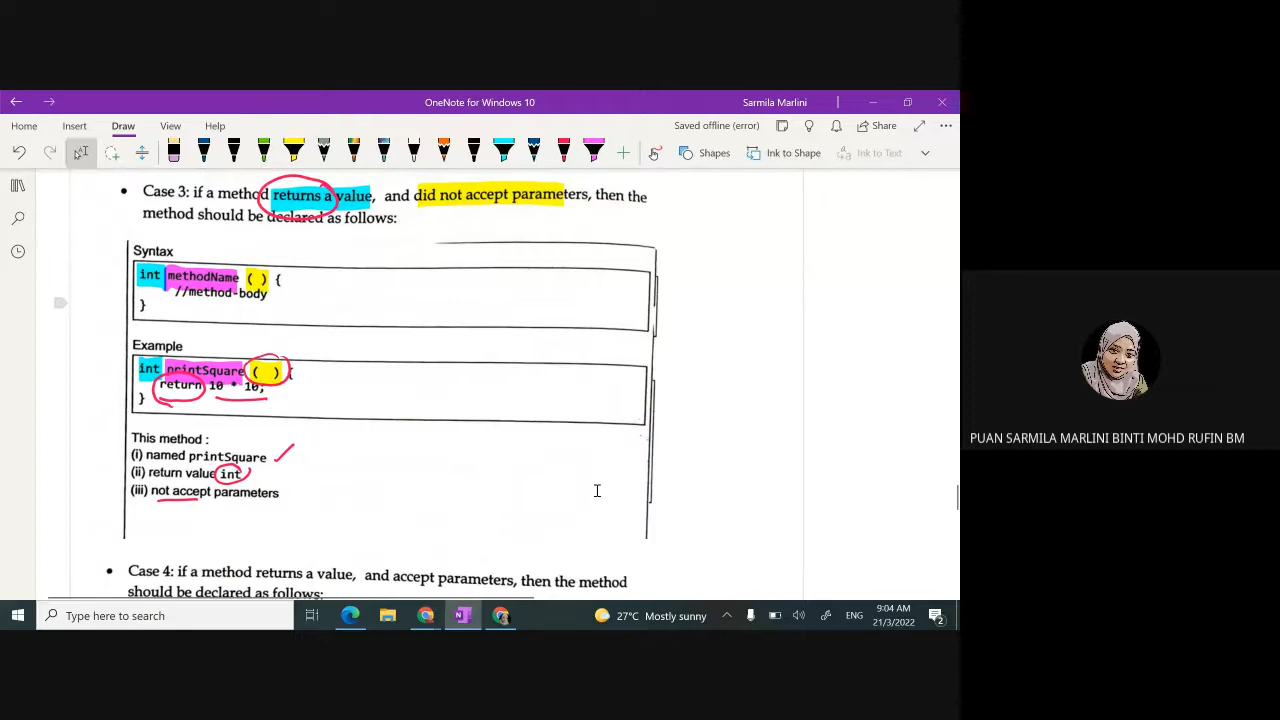 OneNote for Windows 10
Sarmila Marlini
Home Insert Draw View Help
Saved offline (error)
Share
Shapes
Ink to Shape
Ink to Text
• Case 3: if a method returns a value, and did not accept parameters, then the
method should be declared as follows:
Syntax
int methodName ( ) {
//method-body
}
Example
int printSquare ( ) {
return 10 * 10;
}
This method :
(i) named printSquare
(ii) return value int
(iii) not accept parameters
• Case 4: if a method returns a value, and accept parameters, then the method
should be declared as follows:
PUAN SARMILA MARLINI BINTI MOHD RUFIN BM
Type here to search
27°C Mostly sunny
ENG
9:04 AM
21/3/2022
2